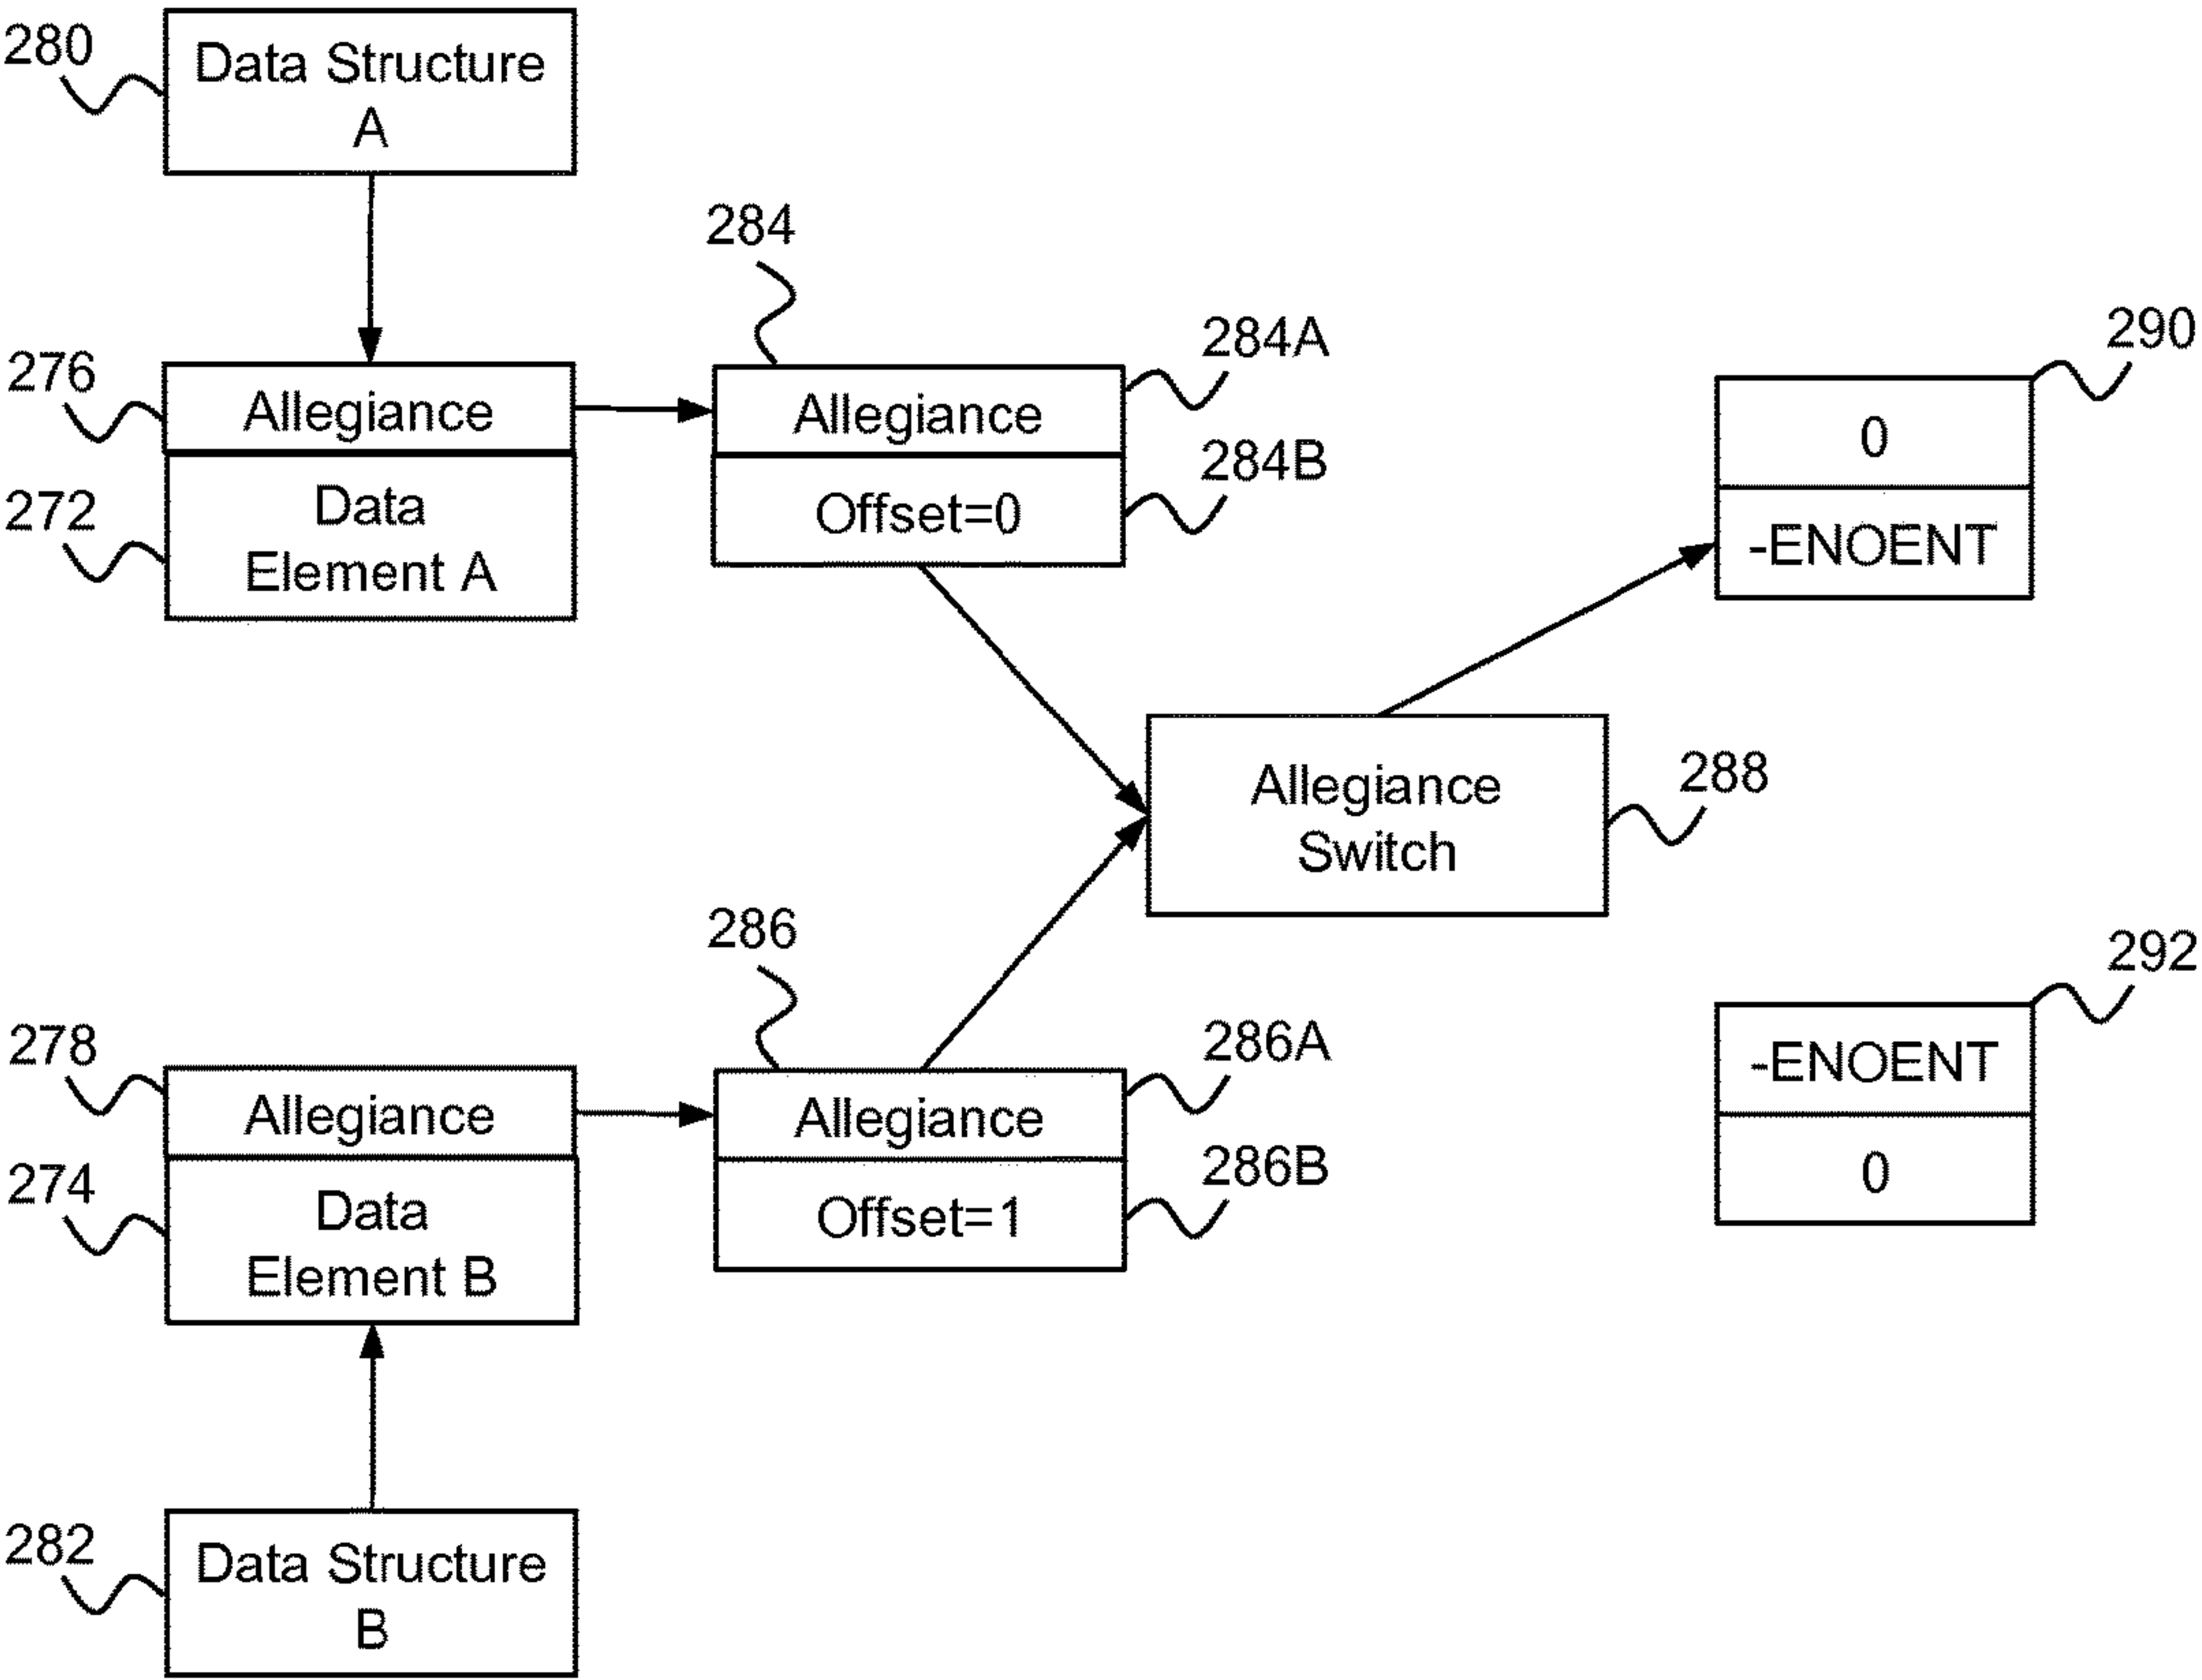 280
Data Structure
A
284
276
Allegiance
284A
Allegiance
290
0
272
Data
Element A
284B
Offset=0
-ENOENT
Allegiance
Switch
288
286
292
278
Allegiance
286A
Allegiance
-ENOENT
274
Data
Element B
286B
Offset=1
0
282
Data Structure
B